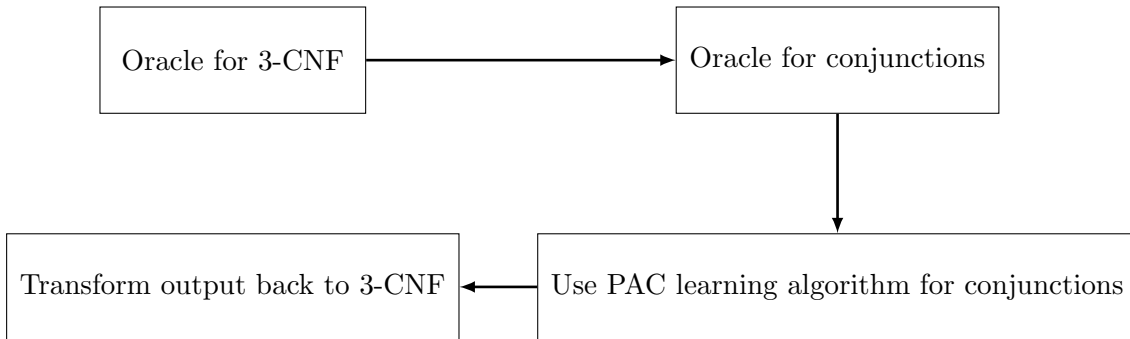 Oracle for 3-CNF
Oracle for conjunctions
Transform output back to 3-CNF
Use PAC learning algorithm for conjunctions